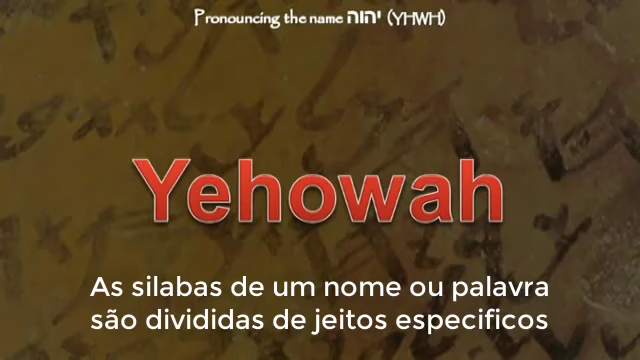 Pronouncing the name יהוה (YHWH)
Yehowah
As silabas de um nome ou palavra
são divididas de jeitos especificos